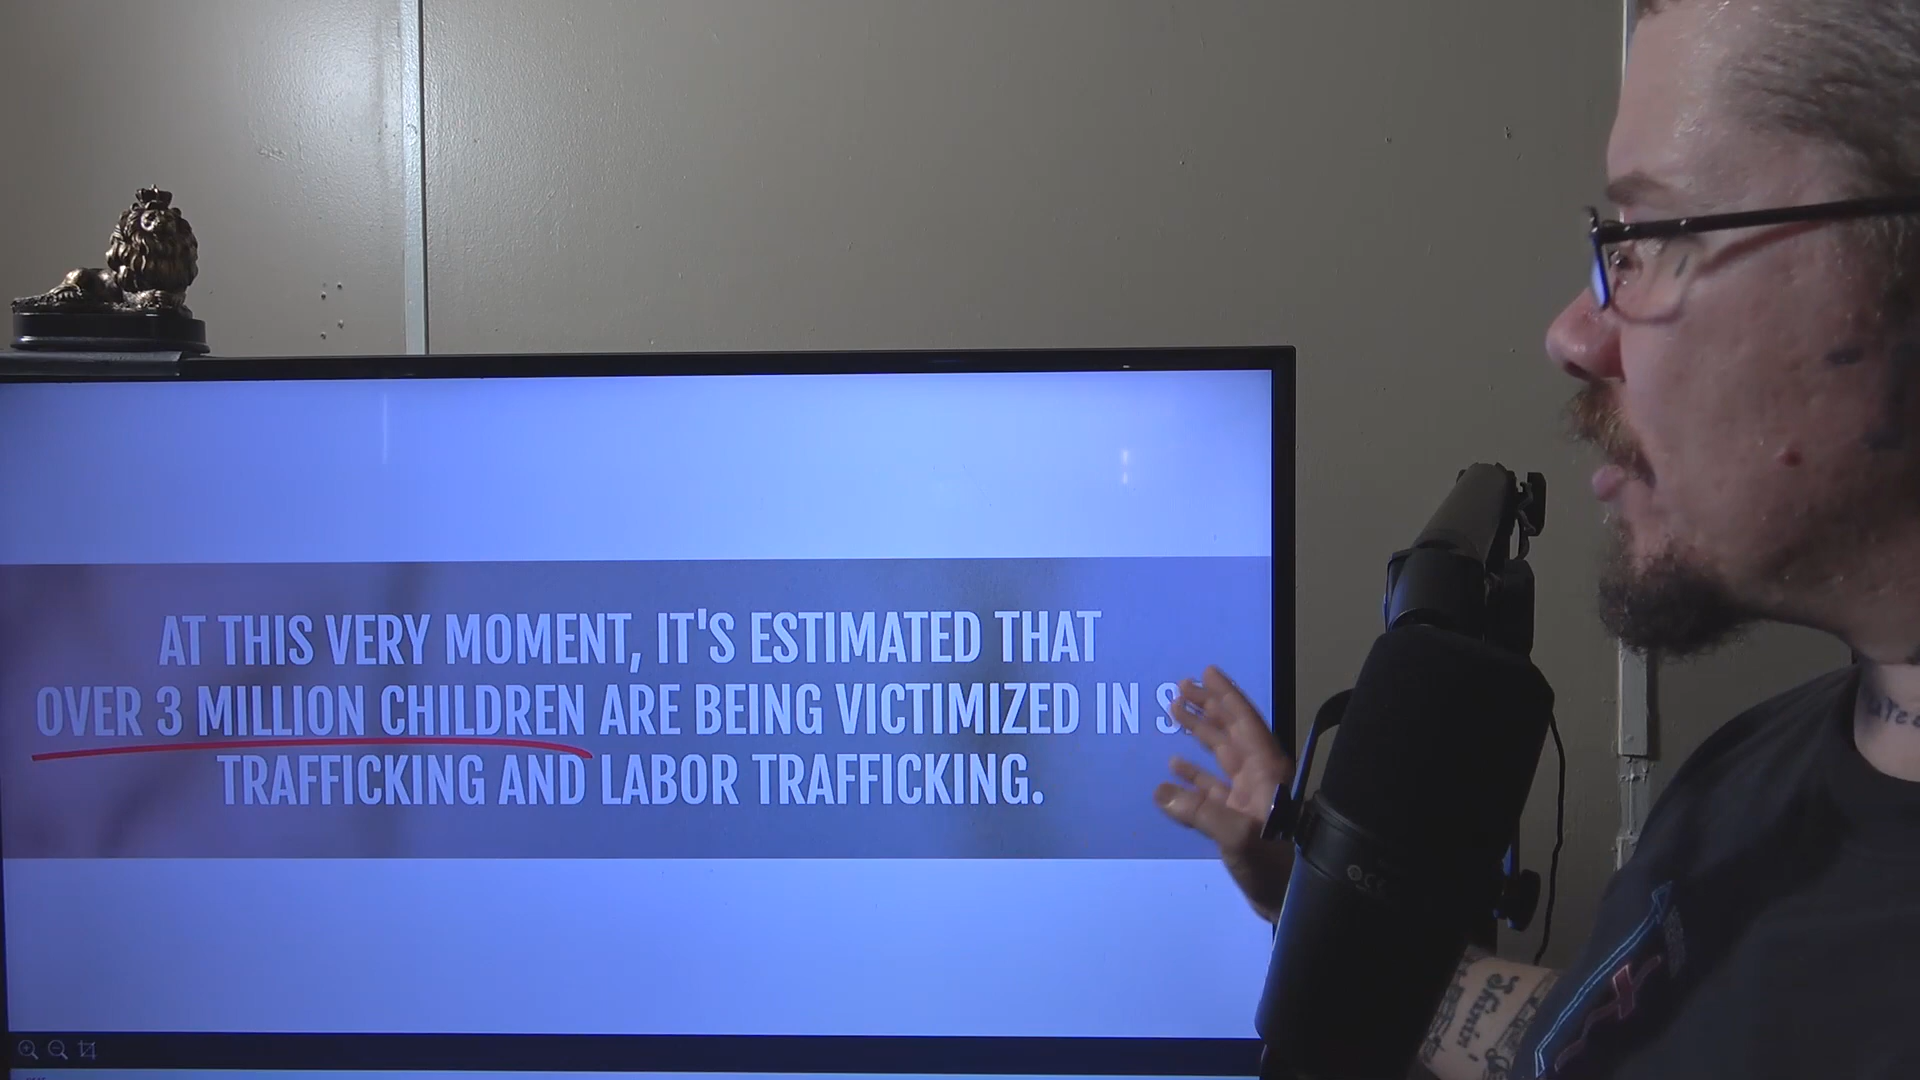 AT THIS VERY MOMENT, IT'S ESTIMATED THAT
OVER 3 MILLION CHILDREN ARE BEING VICTIMIZED IN
TRAFFICKING AND LABOR TRAFFICKING.